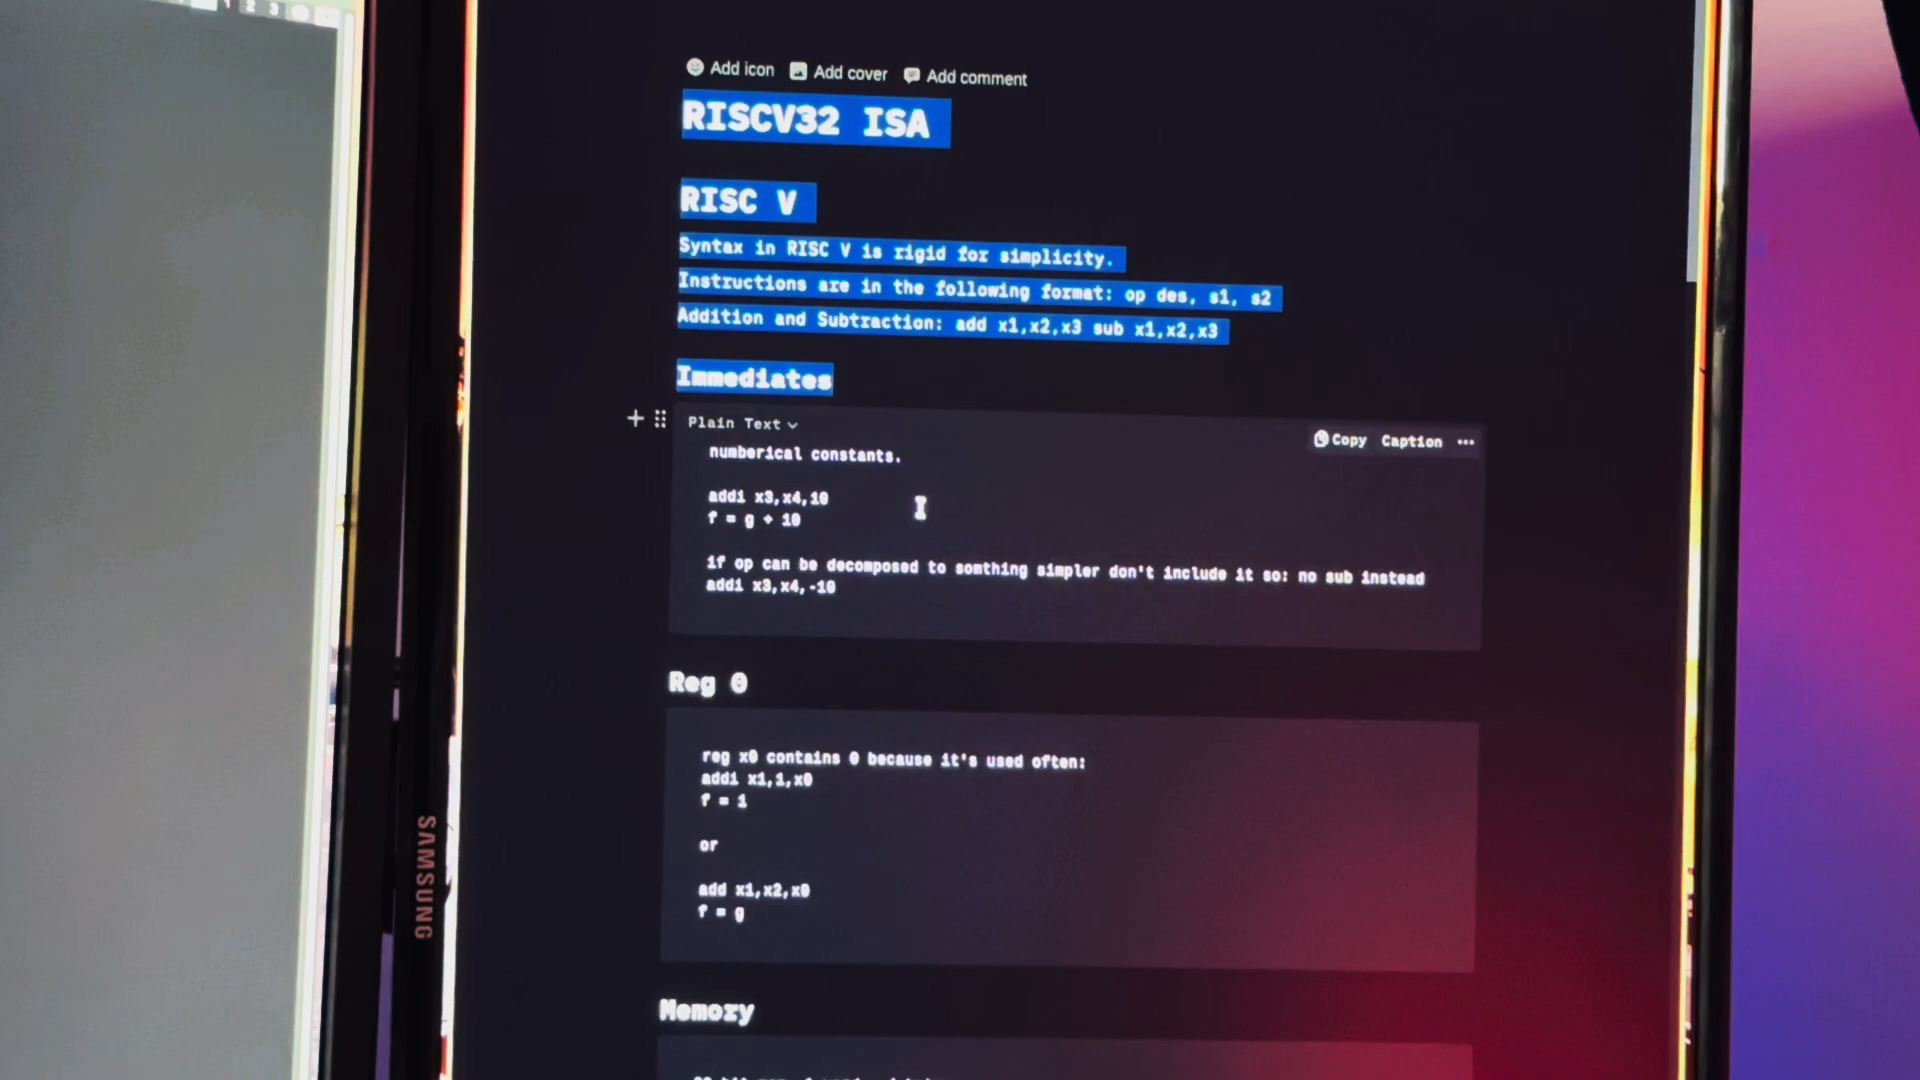 1 2 3
Add icon Add cover Add comment
RISCV32 ISA
RISC V
Syntax in RISC V is rigid for simplicity.
Instructions are in the following format: op des, s1, s2
Addition and Subtraction: add x1,x2,x3 sub x1,x2,x3
Immediates
Plain Text
Copy Caption
numberical constants.
addi x3,x4,10
f = g + 10
if op can be decomposed to somthing simpler don't include it so: no sub instead
addi x3,x4,-10
Reg 0
reg x0 contains 0 because it's used often:
addi x1,1,x0
f = 1
or
add x1,x2,x0
f = g
Memory
SAMSUNG